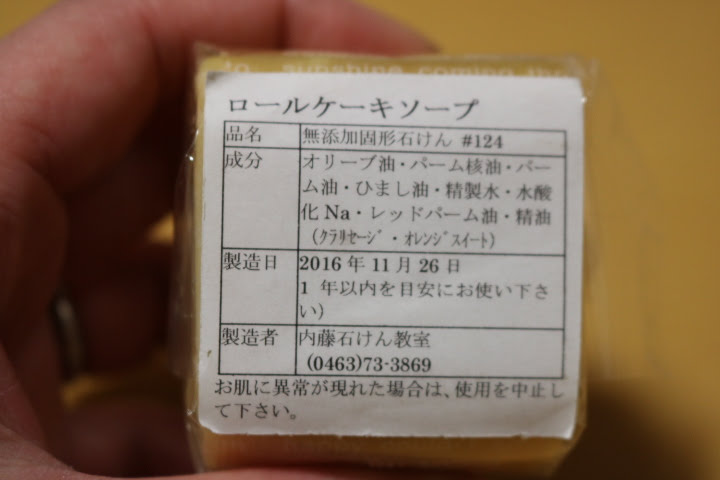 sunshine coming thr
ロールケーキソープ
品名 無添加固形石けん #124
成分 オリーブ油・パーム核油・パー
ム油・ひまし油・精製水・水酸
化 Na・レッドパーム油・精油
(クラリセージ・オレンジスイート)
製造日 2016 年 11 月 26 日
1 年以内を目安にお使い下さ
い)
製造者 内藤石けん教室
(0463)73-3869
お肌に異常が現れた場合は、使用を中止し
て下さい。